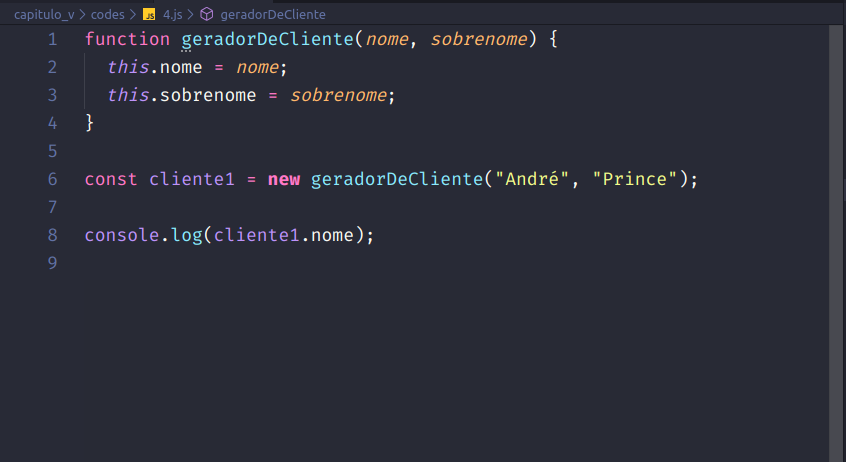 capitulo_v > codes > JS 4.js > geradorDeCliente
1 function geradorDeCliente(nome, sobrenome) {
2 this.nome = nome;
3 this.sobrenome = sobrenome;
4 }
5
6 const cliente1 = new geradorDeCliente("André", "Prince");
7
8 console.log(cliente1.nome);
9